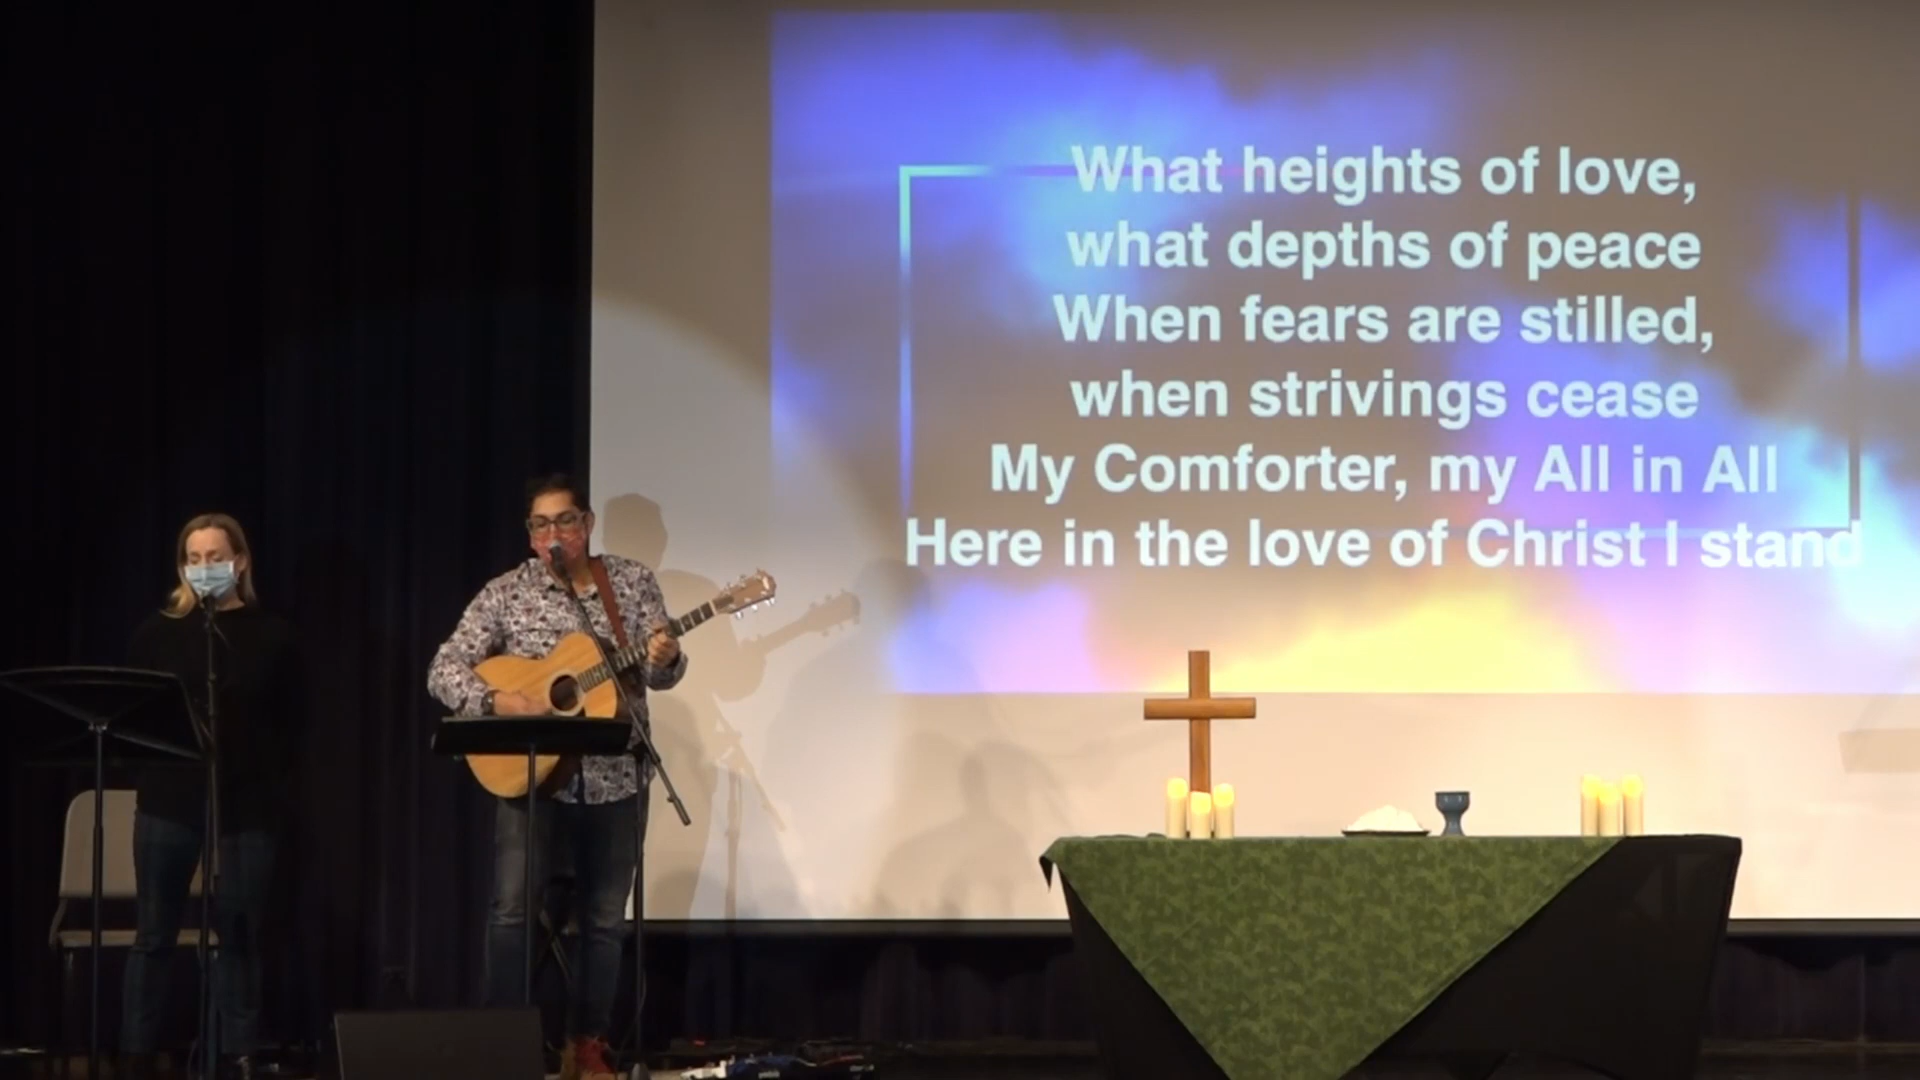 What heights of love,
what depths of peace
When fears are stilled,
when strivings cease
My Comforter, my All in All
Here in the love of Christ I stand